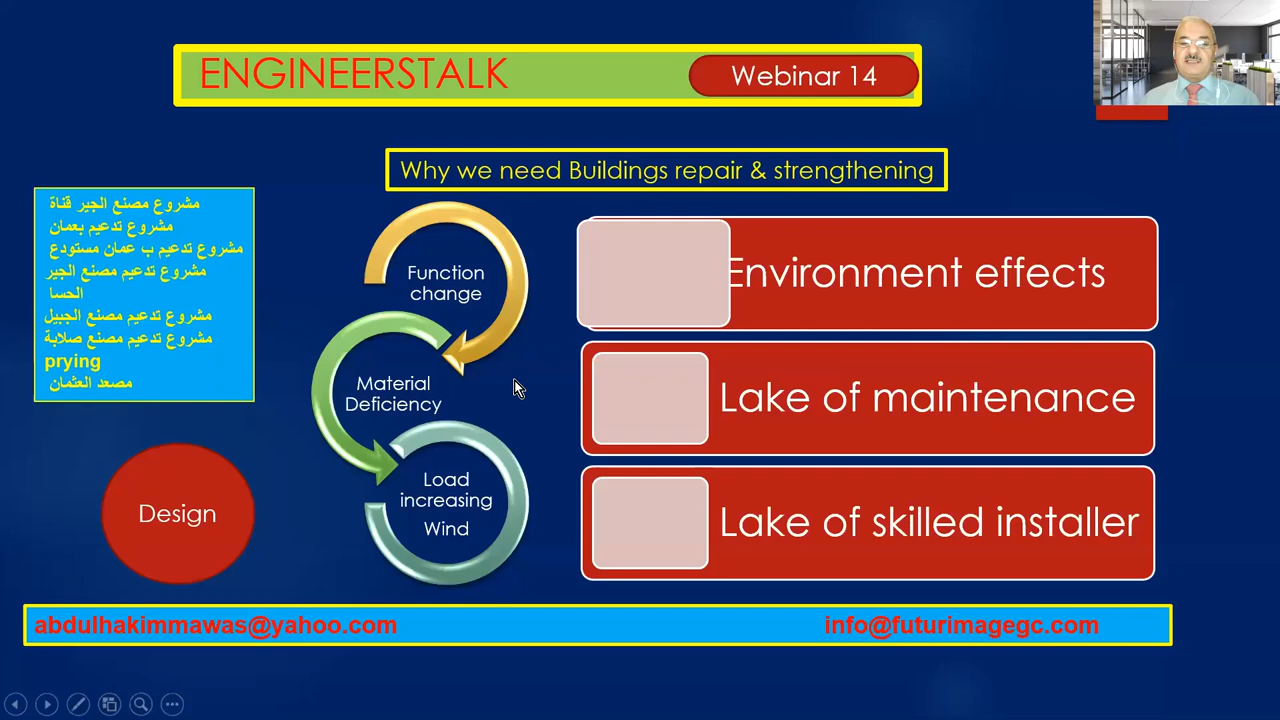 ENGINEERSTALK
Webinar 14
Why we need Buildings repair & strengthening
مشروع مصنع الجير قناة
مشروع تدعيم بعمان
مشروع تدعيم ب عمان مستودع
مشروع تدعيم مصنع الجير
الحسا
مشروع تدعيم مصنع الجبيل
مشروع تدعيم مصنع صلابة
prying
مصعد العثمان
Design
Function
change
Material
Deficiency
Load
increasing
Wind
Environment effects
Lake of maintenance
Lake of skilled installer
abdulhakimmawas@yahoo.com
info@futurimagegc.com